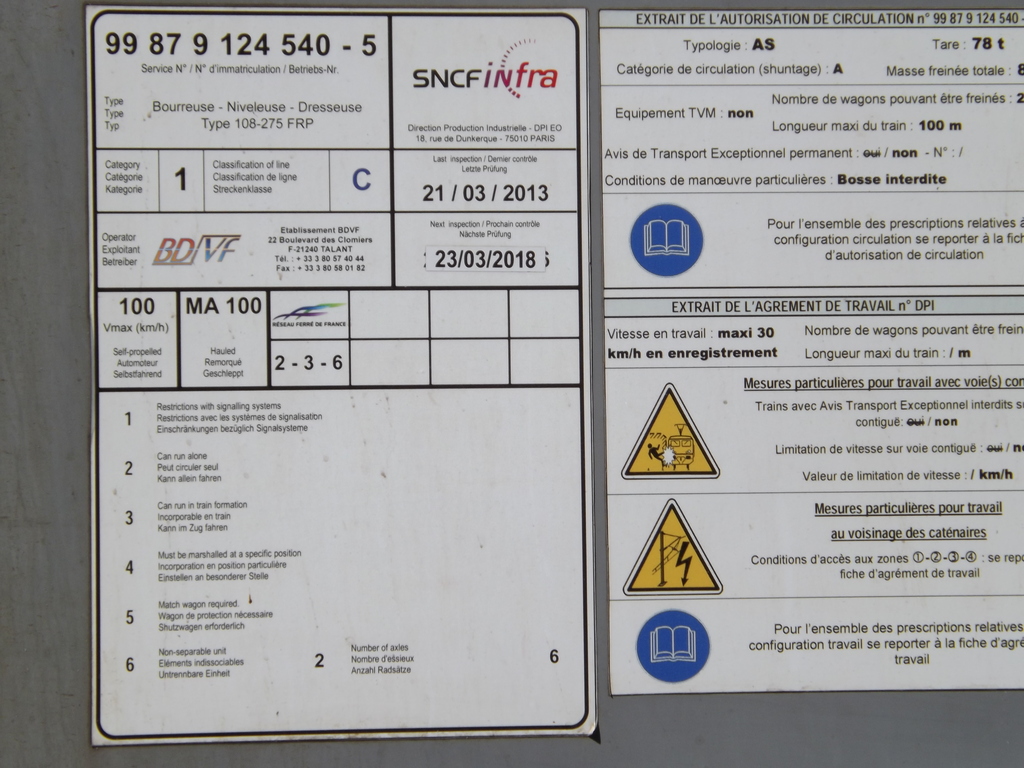 99 87 9 124 540 - 5
Service N° / N° d'immatriculation / Betriebs-Nr.
Type
Type
Typ
Bourreuse - Niveleuse - Dresseuse
Type 108-275 FRP
SNCF infra
Direction Production Industrielle - DPI EO
18, rue de Dunkerque - 75010 PARIS
Category
Catégorie
Kategorie
1
Classification of line
Classification de ligne
Streckenklasse
C
Last inspection / Dernier contrôle
Letzte Prüfung
21 / 03 / 2013
Operator
Exploitant
Betreiber
BD/VF
Etablissement BDVF
22 Boulevard des Clomiers
F-21240 TALANT
Tél. : + 33 3 80 57 40 44
Fax : + 33 3 80 58 01 82
Next inspection / Prochain contrôle
Nächste Prüfung
23/03/2018
100
Vmax (km/h)
Self-propelled
Automoteur
Selbstfahrend
MA 100
Hauled
Remorqué
Geschleppt
RÉSEAU FERRÉ DE FRANCE
2 - 3 - 6
1
Restrictions with signalling systems
Restrictions avec les systèmes de signalisation
Einschränkungen bezüglich Signalsysteme
2
Can run alone
Peut circuler seul
Kann allein fahren
3
Can run in train formation
Incorporable en train
Kann im Zug fahren
4
Must be marshalled at a specific position
Incorporation en position particulière
Einstellen an besonderer Stelle
5
Match wagon required.
Wagon de protection nécessaire
Shutzwagen erforderlich
6
Non-separable unit
Eléments indissociables
Untrennbare Einheit
2
Number of axles
Nombre d'essieux
Anzahl Radsätze
6
EXTRAIT DE L'AUTORISATION DE CIRCULATION n° 99 87 9 124 540 -
Typologie : AS
Tare : 78 t
Catégorie de circulation (shuntage) : A
Masse freinée totale : 8
Equipement TVM : non
Nombre de wagons pouvant être freinés : 2
Longueur maxi du train : 100 m
Avis de Transport Exceptionnel permanent : oui / non - N° : /
Conditions de manœuvre particulières : Bosse interdite
Pour l'ensemble des prescriptions relatives à
configuration circulation se reporter à la fich
d'autorisation de circulation
EXTRAIT DE L'AGREMENT DE TRAVAIL n° DPI
Vitesse en travail : maxi 30
km/h en enregistrement
Nombre de wagons pouvant être frein
Longueur maxi du train : / m
Mesures particulières pour travail avec voie(s) con
Trains avec Avis Transport Exceptionnel interdits s
contiguë: oui / non
Limitation de vitesse sur voie contiguë : oui / n
Valeur de limitation de vitesse : / km/h
Mesures particulières pour travail
au voisinage des caténaires
Conditions d'accès aux zones ①-②-③-④ : se repo
fiche d'agrément de travail
Pour l'ensemble des prescriptions relatives
configuration travail se reporter à la fiche d'agré
travail